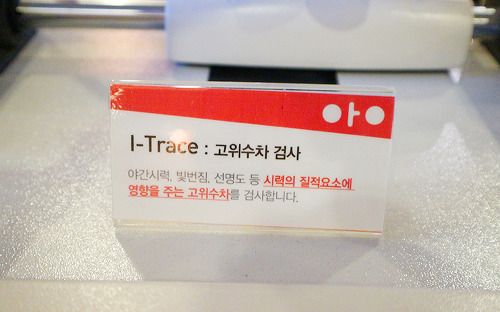 아이
I-Trace : 고위수차 검사
야간시력, 빛번짐, 선명도 등 시력의 질적요소에
영향을 주는 고위수차를 검사합니다.